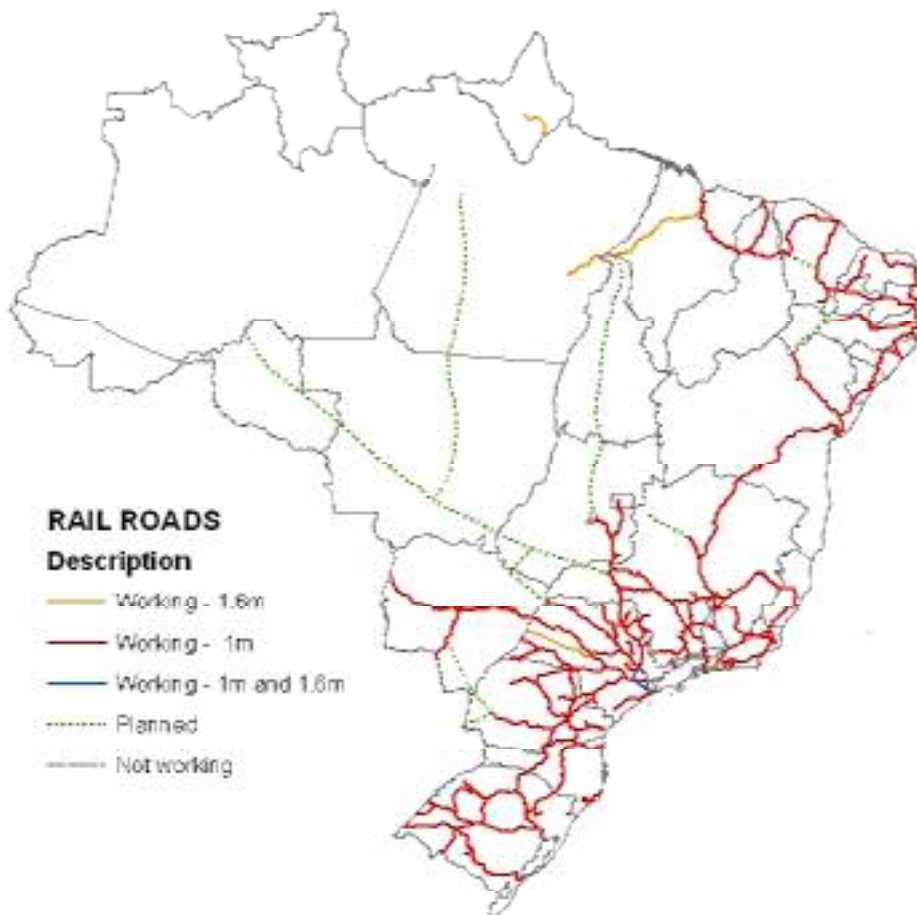 RAIL ROADS
Description
Working - 1.6m
Working - 1m
Working - 1m and 1.6m
Planned
Not working